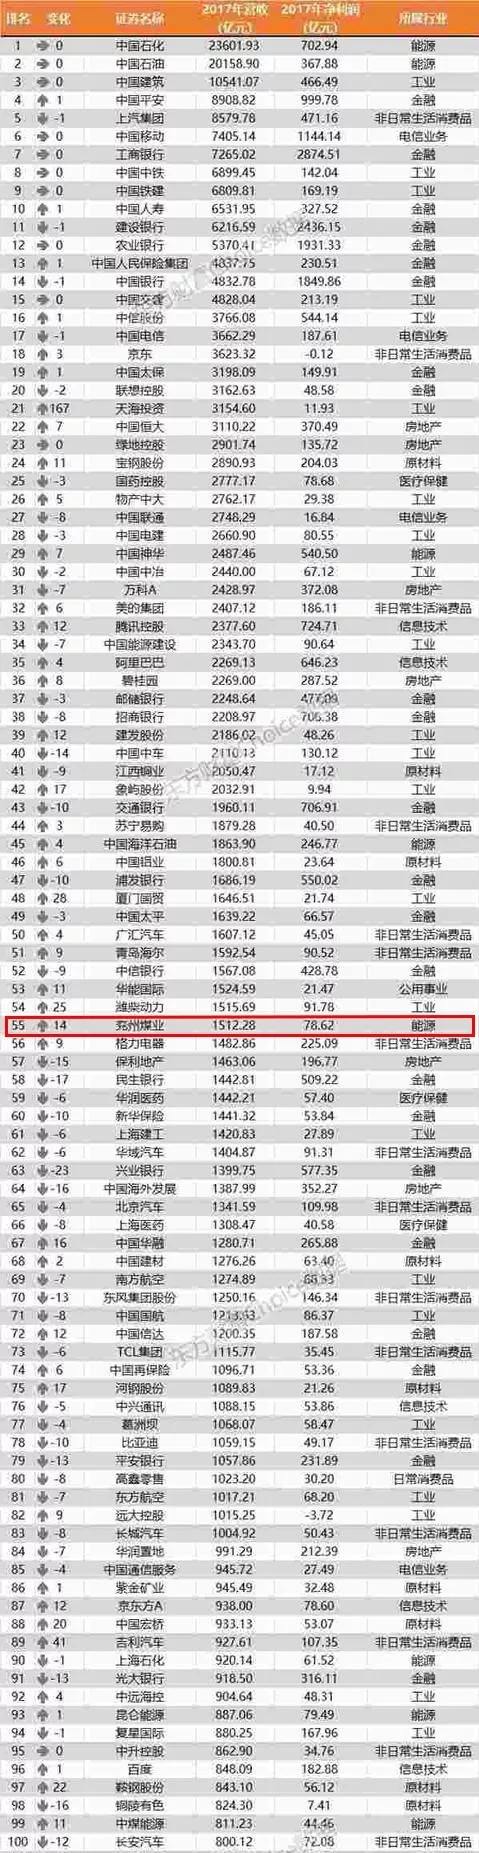 排名 变化 证券名称 2017年营收(亿元) 2017年净利润(亿元) 所属行业
1 0 中国石化 23601.93 702.94 能源
2 0 中国石油 20158.90 367.88 能源
3 0 中国建筑 10541.07 466.49 工业
4 1 中国平安 8908.82 999.78 金融
5 -1 上汽集团 8579.78 471.16 非日常生活消费品
6 0 中国移动 7405.14 1144.14 电信业务
7 0 工商银行 7265.02 2874.51 金融
8 0 中国中铁 6899.45 142.04 工业
9 0 中国铁建 6809.81 169.19 工业
10 1 中国人寿 6531.95 327.52 金融
11 -1 建设银行 6216.59 2436.15 金融
12 0 农业银行 5370.41 1931.33 金融
13 1 中国人民保险集团 4837.75 230.51 金融
14 -1 中国银行 4832.78 1849.86 金融
15 0 中国交建 4828.04 213.19 工业
16 1 中信股份 3766.08 544.14 工业
17 -1 中国电信 3662.29 187.61 电信业务
18 3 京东 3623.32 -0.12 非日常生活消费品
19 1 中国太保 3198.09 149.91 金融
20 -2 联想控股 3162.63 48.58 金融
21 167 天海投资 3154.60 11.93 工业
22 7 中国恒大 3110.22 370.49 房地产
23 0 绿地控股 2901.74 135.72 房地产
24 11 宝钢股份 2890.93 204.03 原材料
25 -3 国药控股 2777.17 78.68 医疗保健
26 5 物产中大 2762.17 29.38 工业
27 -8 中国联通 2748.29 16.84 电信业务
28 -3 中国电建 2660.90 80.55 工业
29 7 中国神华 2487.46 540.50 能源
30 -2 中国中冶 2440.00 67.12 工业
31 -7 万科A 2428.97 372.08 房地产
32 6 美的集团 2407.12 186.11 非日常生活消费品
33 12 腾讯控股 2377.60 724.71 信息技术
34 -7 中国能源建设 2343.70 90.64 工业
35 4 阿里巴巴 2269.13 646.23 信息技术
36 8 碧桂园 2269.00 287.52 房地产
37 -3 邮储银行 2248.64 477.09 金融
38 -8 招商银行 2208.97 706.38 金融
39 12 建发股份 2186.02 48.26 工业
40 -14 中国中车 2110.13 130.12 工业
41 -9 江西铜业 2050.47 17.12 原材料
42 17 象屿股份 2032.91 9.94 工业
43 -10 交通银行 1960.11 706.91 金融
44 3 苏宁易购 1879.28 40.50 非日常生活消费品
45 4 中国海洋石油 1863.90 246.77 能源
46 6 中国铝业 1800.81 23.64 原材料
47 -10 浦发银行 1686.19 550.02 金融
48 28 厦门国贸 1646.51 21.74 工业
49 -3 中国太平 1639.22 66.57 金融
50 4 广汇汽车 1607.12 45.05 非日常生活消费品
51 9 青岛海尔 1592.54 90.52 非日常生活消费品
52 -9 中信银行 1567.08 428.78 金融
53 11 华能国际 1524.59 21.47 公用事业
54 25 潍柴动力 1515.69 91.78 工业
55 14 兖州煤业 1512.28 78.62 能源
56 9 格力电器 1482.86 225.09 非日常生活消费品
57 -15 保利地产 1463.06 196.77 房地产
58 -17 民生银行 1442.81 509.22 金融
59 -6 华润医药 1442.21 57.40 医疗保健
60 -10 新华保险 1441.32 53.84 金融
61 -6 上海建工 1420.83 27.89 工业
62 -6 华域汽车 1404.87 91.31 非日常生活消费品
63 -23 兴业银行 1399.75 577.35 金融
64 -16 中国海外发展 1387.99 352.27 房地产
65 -4 北京汽车 1341.59 109.98 非日常生活消费品
66 -8 上海医药 1308.47 40.58 医疗保健
67 16 中国华融 1280.71 265.88 金融
68 2 中国建材 1276.26 63.40 原材料
69 -7 南方航空 1274.89 工业
70 -13 东风集团股份 1250.16 146.34 非日常生活消费品
71 -8 中国国航 86.37 工业
72 12 中国信达 1200.35 187.58 金融
73 -6 TCL集团 1115.77 35.45 非日常生活消费品
74 6 中国再保险 1096.71 53.36 金融
75 17 河钢股份 1089.83 21.26 原材料
76 -5 中兴通讯 1088.15 53.86 信息技术
77 -4 葛洲坝 1068.07 58.47 工业
78 -10 比亚迪 1059.15 49.17 非日常生活消费品
79 -13 平安银行 1057.86 231.89 金融
80 -8 高鑫零售 1023.20 30.20 日常消费品
81 -7 东方航空 1017.21 68.20 工业
82 9 远大控股 1015.25 -3.72 工业
83 -8 长城汽车 1004.92 50.43 非日常生活消费品
84 -7 华润置地 991.29 212.39 房地产
85 -4 中国通信服务 945.72 27.49 电信业务
86 1 紫金矿业 945.49 32.48 原材料
87 12 京东方A 938.00 78.60 信息技术
88 20 中国宏桥 933.13 53.07 原材料
89 41 吉利汽车 927.61 107.35 非日常生活消费品
90 -1 上海石化 920.14 61.52 能源
91 -13 光大银行 918.50 316.11 金融
92 4 中远海控 904.64 48.31 工业
93 1 昆仑能源 887.06 79.49 能源
94 -1 复星国际 880.25 167.96 工业
95 0 中升控股 862.90 34.76 非日常生活消费品
96 1 百度 848.09 182.88 信息技术
97 22 鞍钢股份 843.10 56.12 原材料
98 -16 铜陵有色 824.30 7.41 原材料
99 11 中煤能源 811.23 44.46 能源
100 -12 长安汽车 800.12 72.08 非日常生活消费品